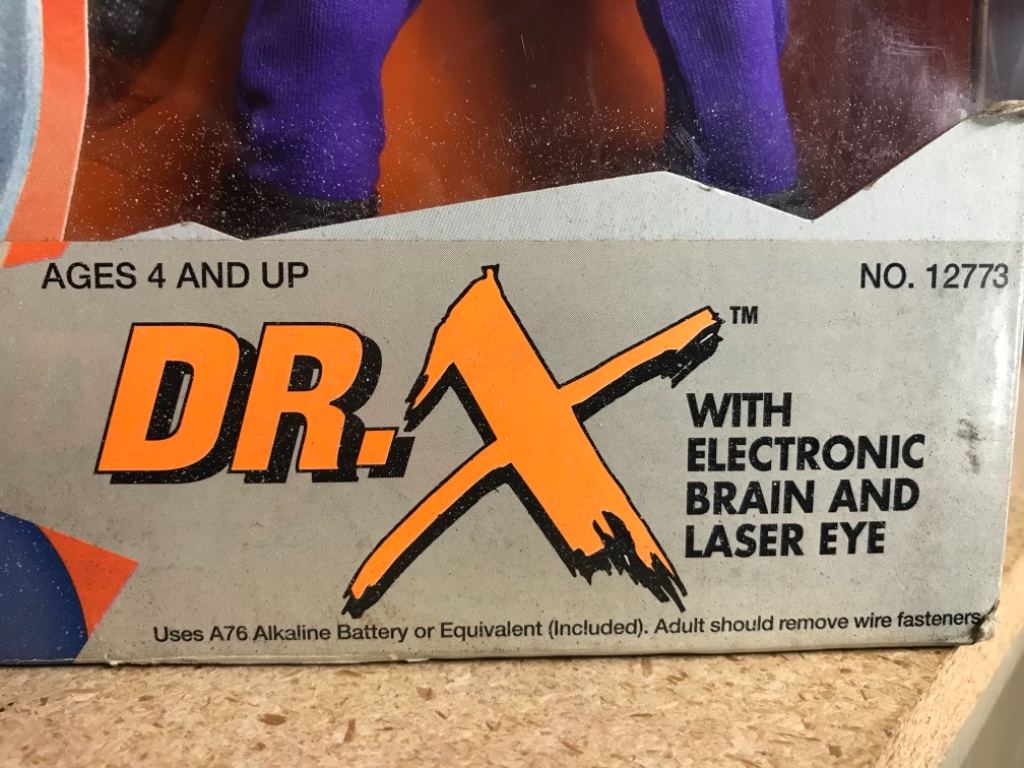 AGES 4 AND UP
NO. 12773
DR. X™
WITH
ELECTRONIC
BRAIN AND
LASER EYE
Uses A76 Alkaline Battery or Equivalent (Included). Adult should remove wire fasteners.